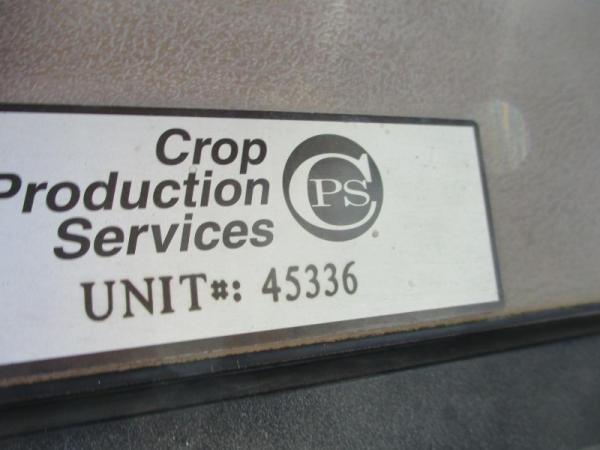 Crop
Production
Services
CPS
UNIT#: 45336